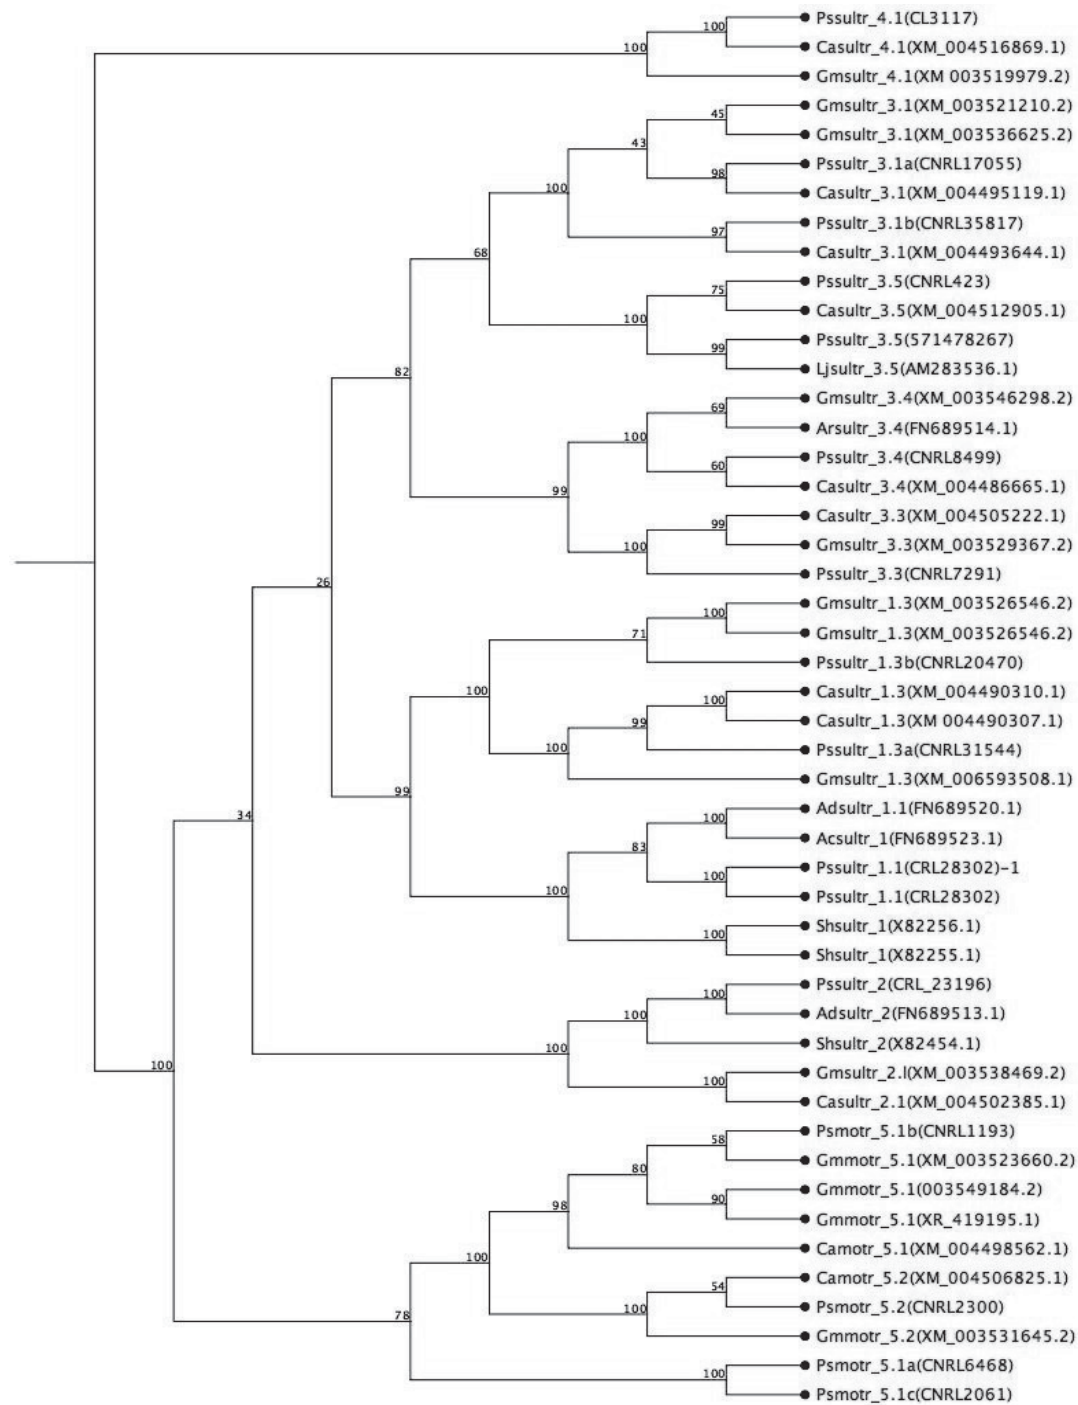 Pssultr_4.1(CL3117)
100
Casultr_4.1(XM_004516869.1)
100
Gmsultr_4.1(XM 003519979.2)
Gmsultr_3.1(XM_003521210.2)
45
Gmsultr_3.1(XM_003536625.2)
43
Pssultr_3.1a(CNRL17055)
98
Casultr_3.1(XM_004495119.1)
100
Pssultr_3.1b(CNRL35817)
97
Casultr_3.1(XM_004493644.1)
68
Pssultr_3.5(CNRL423)
75
Casultr_3.5(XM_004512905.1)
100
Pssultr_3.5(571478267)
99
Ljsultr_3.5(AM283536.1)
82
Gmsultr_3.4(XM_003546298.2)
69
Arsultr_3.4(FN689514.1)
100
Pssultr_3.4(CNRL8499)
60
Casultr_3.4(XM_004486665.1)
99
Casultr_3.3(XM_004505222.1)
99
Gmsultr_3.3(XM_003529367.2)
100
Pssultr_3.3(CNRL7291)
26
Gmsultr_1.3(XM_003526546.2)
100
Gmsultr_1.3(XM_003526546.2)
71
Pssultr_1.3b(CNRL20470)
100
Casultr_1.3(XM_004490310.1)
100
Casultr_1.3(XM 004490307.1)
99
Pssultr_1.3a(CNRL31544)
100
Gmsultr_1.3(XM_006593508.1)
99
Adsultr_1.1(FN689520.1)
100
Acsultr_1(FN689523.1)
34
83
Pssultr_1.1(CRL28302)-1
100
Pssultr_1.1(CRL28302)
100
Shsultr_1(X82256.1)
100
Shsultr_1(X82255.1)
Pssultr_2(CRL_23196)
100
Adsultr_2(FN689513.1)
100
Shsultr_2(X82454.1)
100
Gmsultr_2.l(XM_003538469.2)
100
100
Casultr_2.1(XM_004502385.1)
Psmotr_5.1b(CNRL1193)
58
Gmmotr_5.1(XM_003523660.2)
80
Gmmotr_5.1(003549184.2)
90
Gmmotr_5.1(XR_419195.1)
98
Camotr_5.1(XM_004498562.1)
100
Camotr_5.2(XM_004506825.1)
54
Psmotr_5.2(CNRL2300)
100
78
Gmmotr_5.2(XM_003531645.2)
Psmotr_5.1a(CNRL6468)
100
Psmotr_5.1c(CNRL2061)